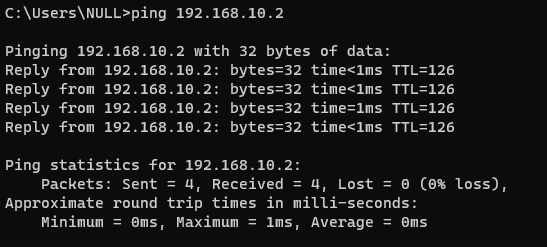 C:\Users\NULL>ping 192.168.10.2
Pinging 192.168.10.2 with 32 bytes of data:
Reply from 192.168.10.2: bytes=32 time<1ms TTL=126
Reply from 192.168.10.2: bytes=32 time<1ms TTL=126
Reply from 192.168.10.2: bytes=32 time<1ms TTL=126
Reply from 192.168.10.2: bytes=32 time<1ms TTL=126
Ping statistics for 192.168.10.2:
    Packets: Sent = 4, Received = 4, Lost = 0 (0% loss),
Approximate round trip times in milli-seconds:
    Minimum = 0ms, Maximum = 1ms, Average = 0ms